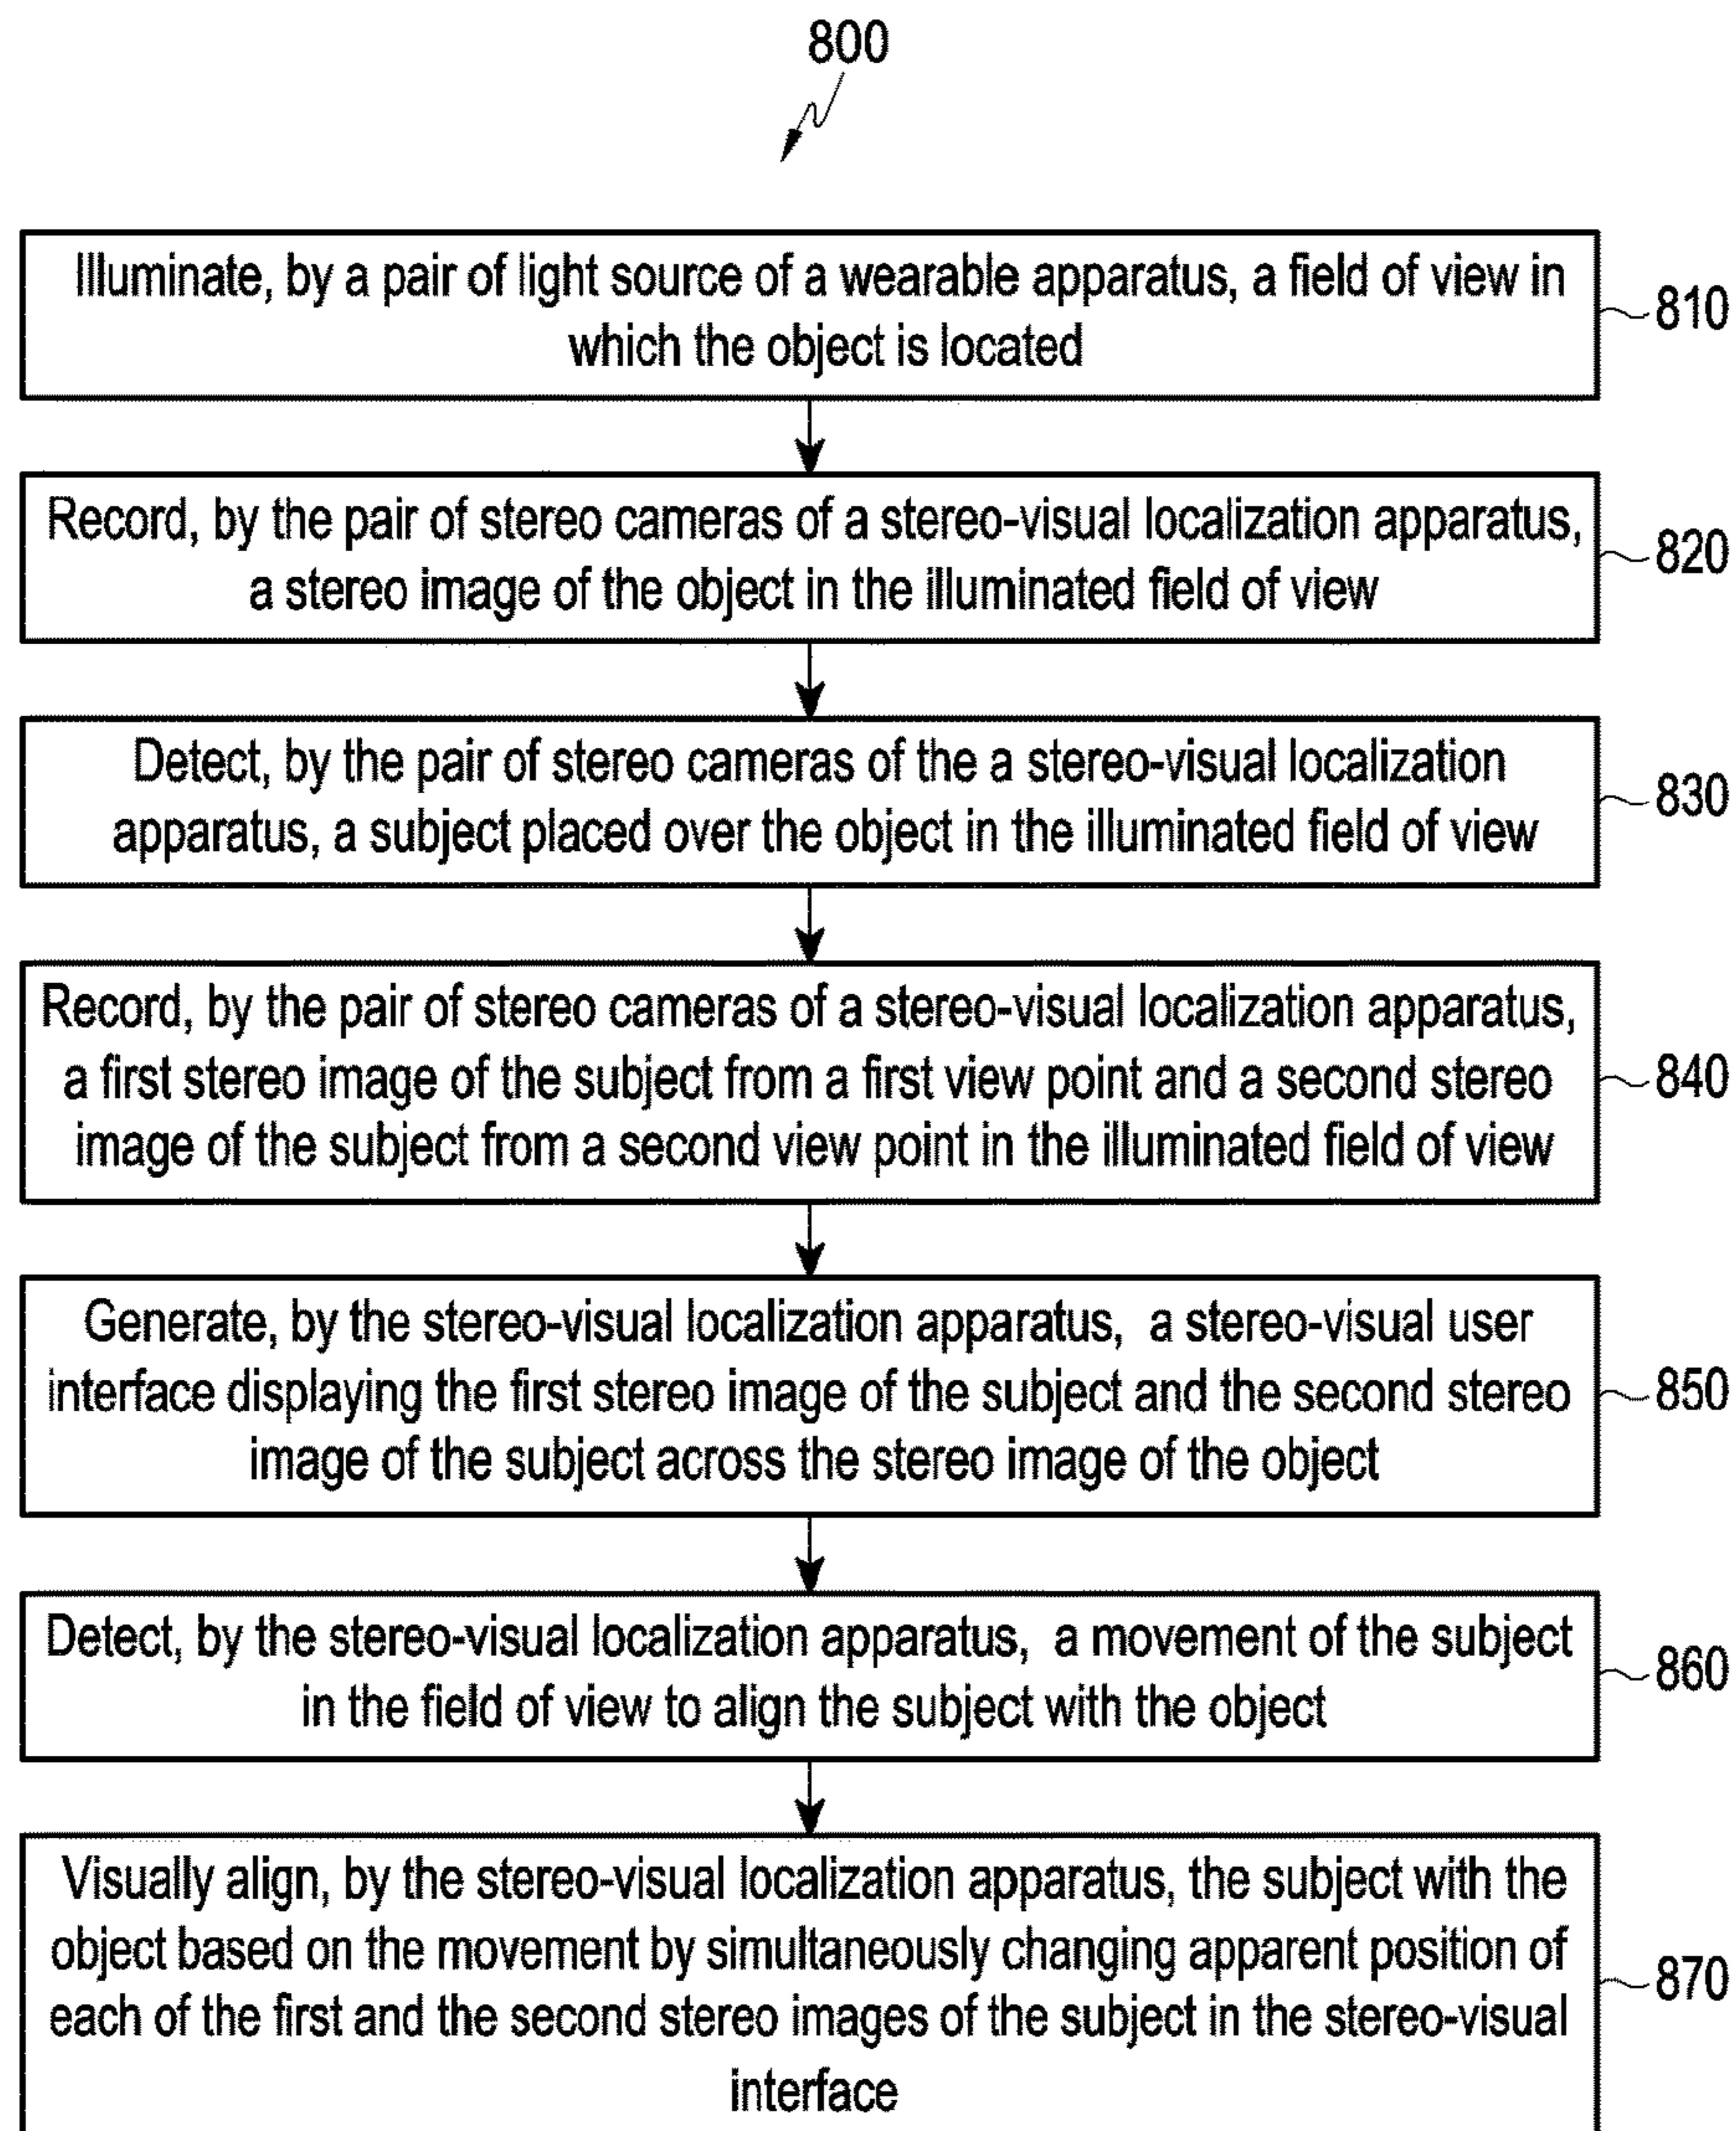 800
Illuminate, by a pair of light source of a wearable apparatus, a field of view in
which the object is located
810
Record, by the pair of stereo cameras of a stereo-visual localization apparatus,
a stereo image of the object in the illuminated field of view
820
Detect, by the pair of stereo cameras of the a stereo-visual localization
apparatus, a subject placed over the object in the illuminated field of view
830
Record, by the pair of stereo cameras of a stereo-visual localization apparatus,
a first stereo image of the subject from a first view point and a second stereo
image of the subject from a second view point in the illuminated field of view
840
Generate, by the stereo-visual localization apparatus, a stereo-visual user
interface displaying the first stereo image of the subject and the second stereo
image of the subject across the stereo image of the object
850
Detect, by the stereo-visual localization apparatus, a movement of the subject
in the field of view to align the subject with the object
860
Visually align, by the stereo-visual localization apparatus, the subject with the
object based on the movement by simultaneously changing apparent position of
each of the first and the second stereo images of the subject in the stereo-visual
interface
870